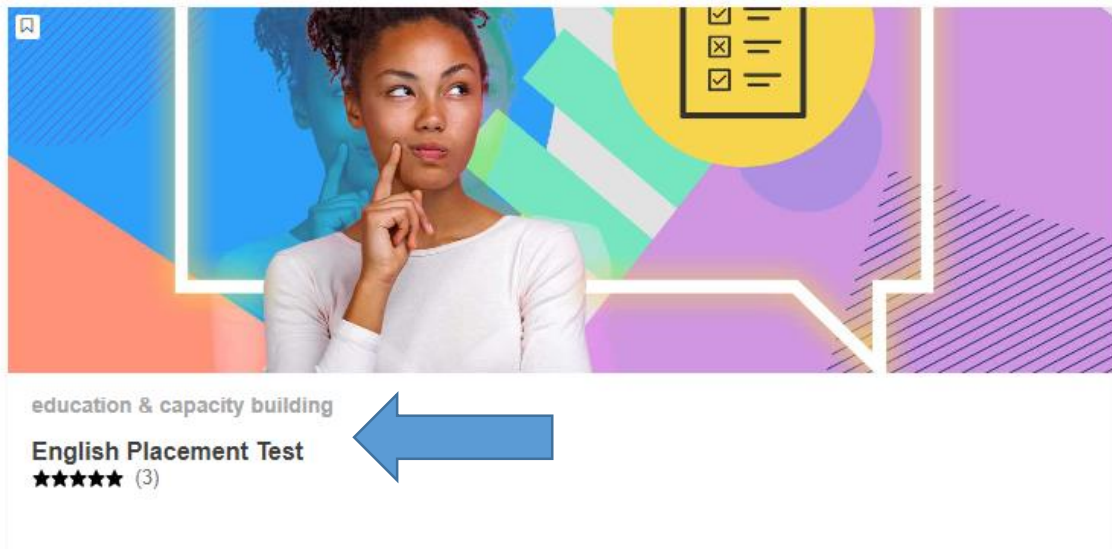 education & capacity building
English Placement Test
★★★★★ (3)